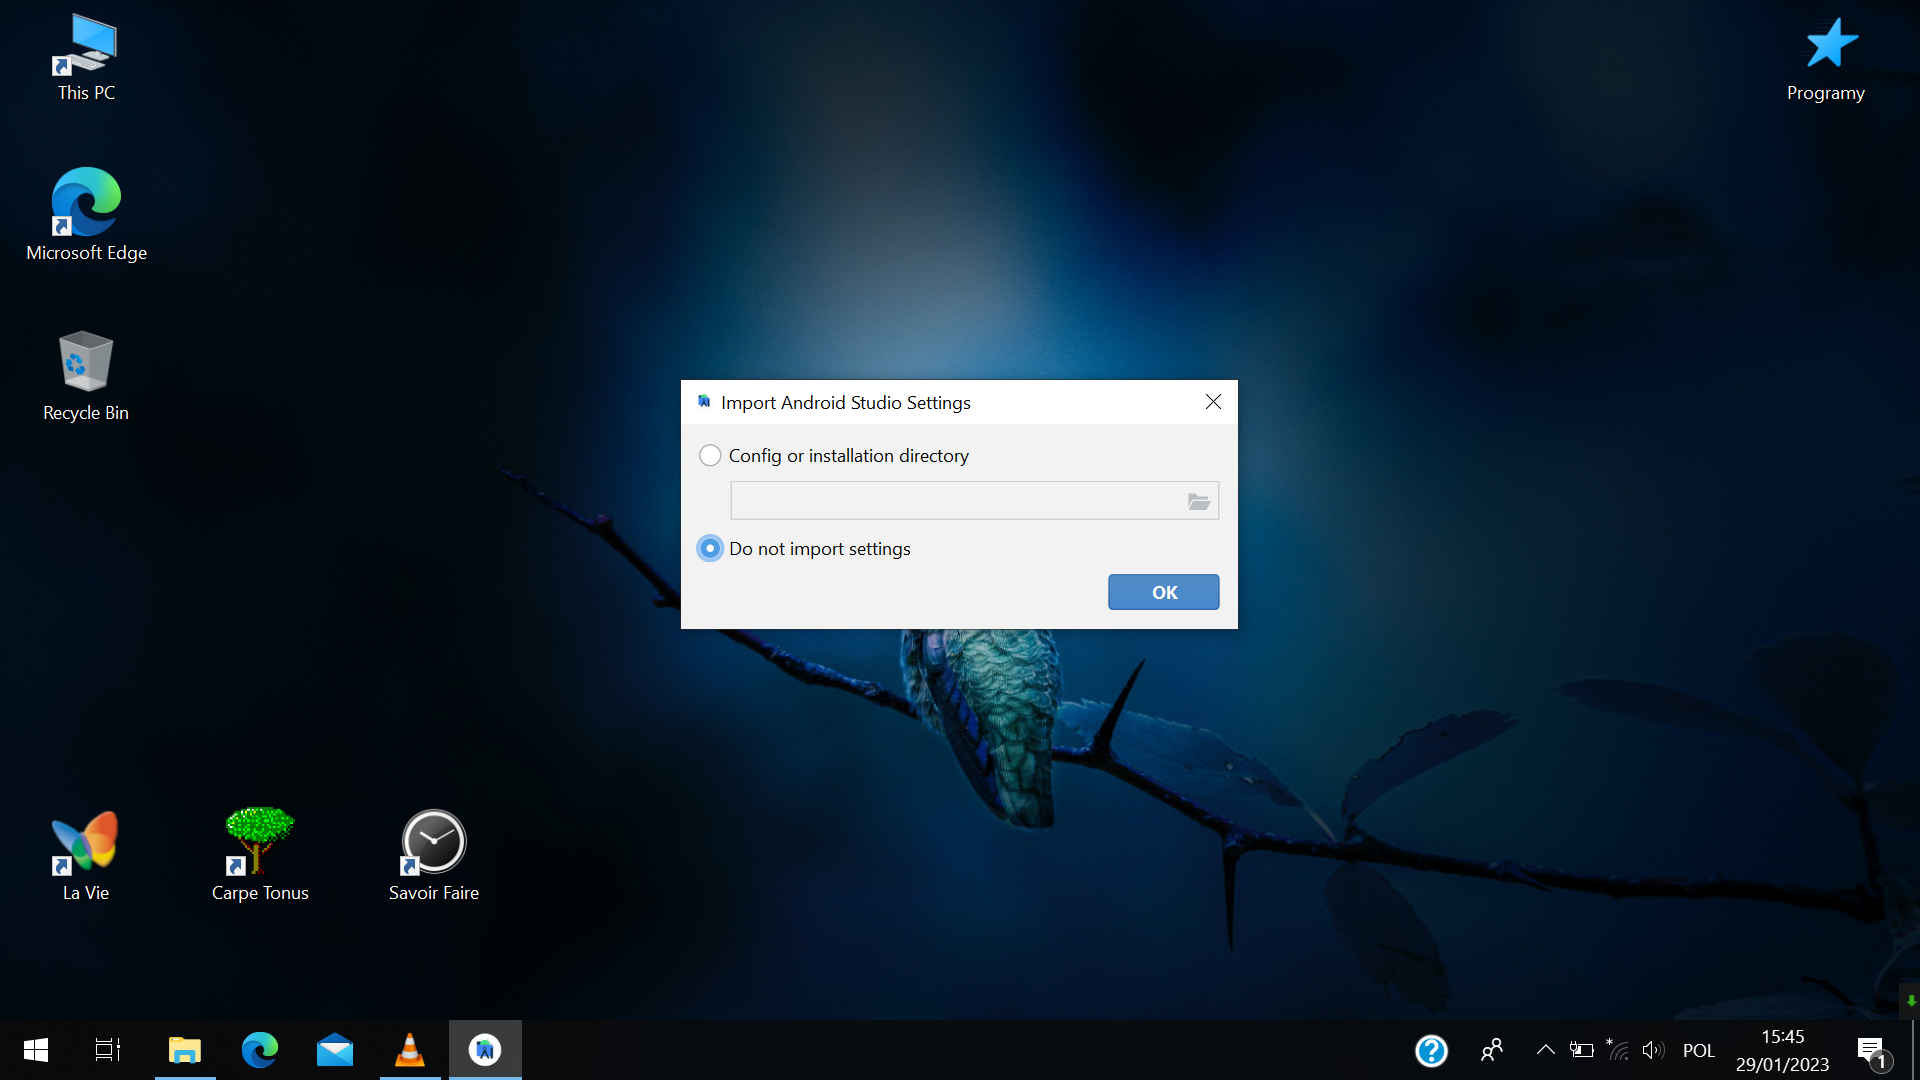 This PC
Programy
Microsoft Edge
Recycle Bin
Import Android Studio Settings
Config or installation directory
Do not import settings
OK
La Vie
Carpe Tonus
Savoir Faire
POL
15:45
29/01/2023
1